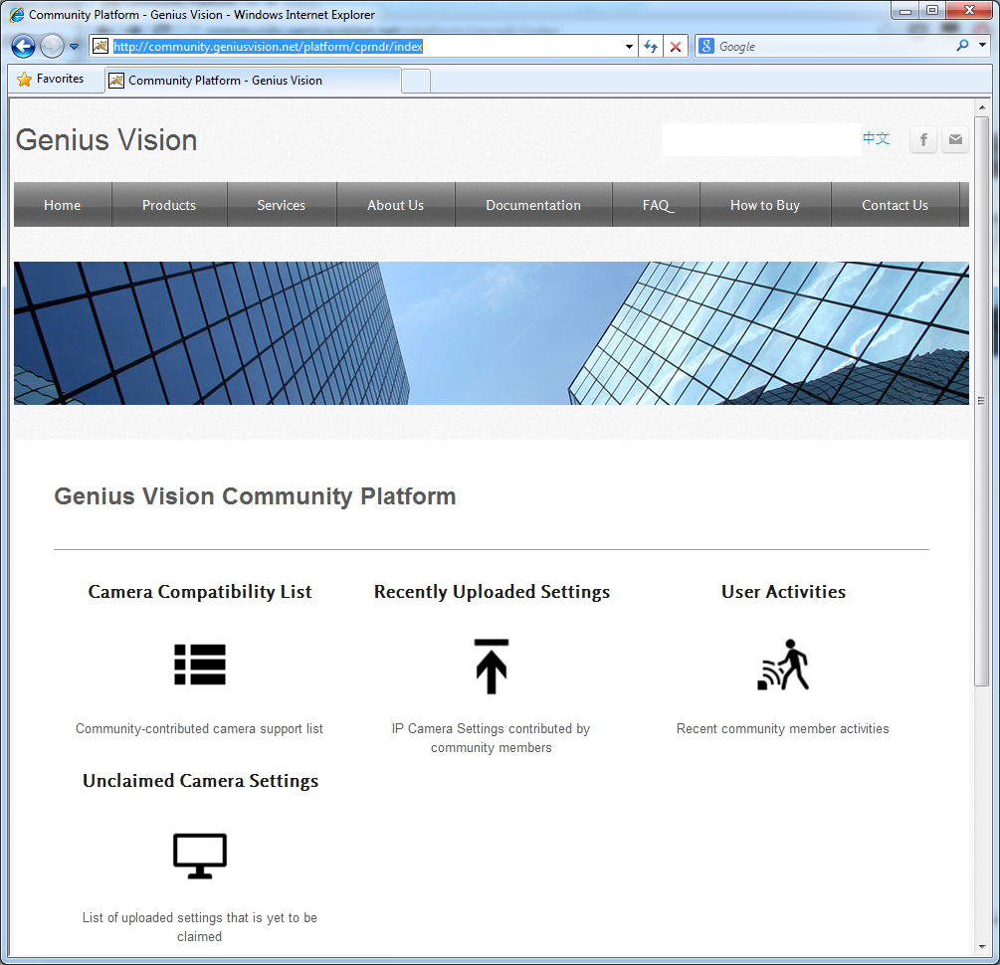 Community Platform - Genius Vision - Windows Internet Explorer
http://community.geniusvision.net/platform/cprndr/index
Google
Favorites
Community Platform - Genius Vision
Genius Vision
中文
Home
Products
Services
About Us
Documentation
FAQ
How to Buy
Contact Us
Genius Vision Community Platform
Camera Compatibility List
Recently Uploaded Settings
User Activities
Community-contributed camera support list
IP Camera Settings contributed by
community members
Recent community member activities
Unclaimed Camera Settings
List of uploaded settings that is yet to be
claimed